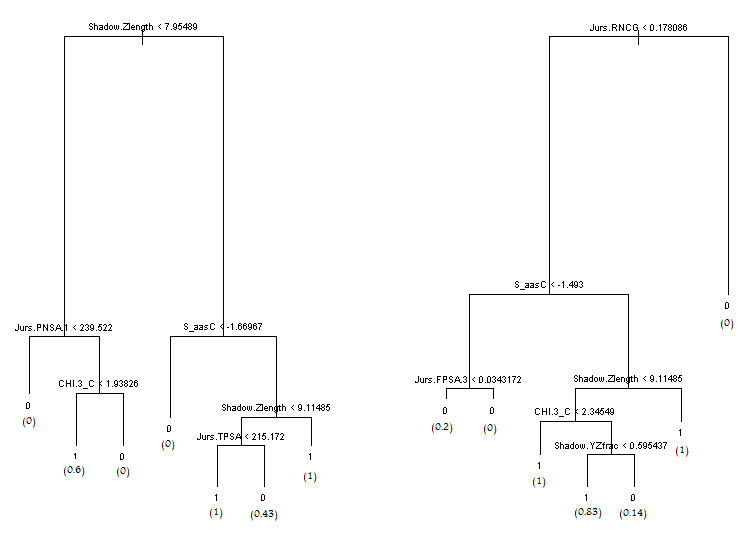 Shadow.Zlength < 7.95489
Jurs.PNSA.1 < 239.522
0
(0)
CHI.3_C < 1.93826
1
(0.6)
0
(0)
S_aasC < -1.66967
0
(0)
Shadow.Zlength < 9.11485
Jurs.TPSA < 215.172
1
(1)
0
(0.43)
1
(1)
Jurs.RNCG < 0.178086
S_aasC < -1.493
Jurs.FPSA.3 < 0.0343172
0
(0.2)
0
(0)
Shadow.Zlength < 9.11485
CHI.3_C < 2.34549
1
(1)
Shadow.YZfrac < 0.595437
1
(0.83)
0
(0.14)
1
(1)
0
(0)